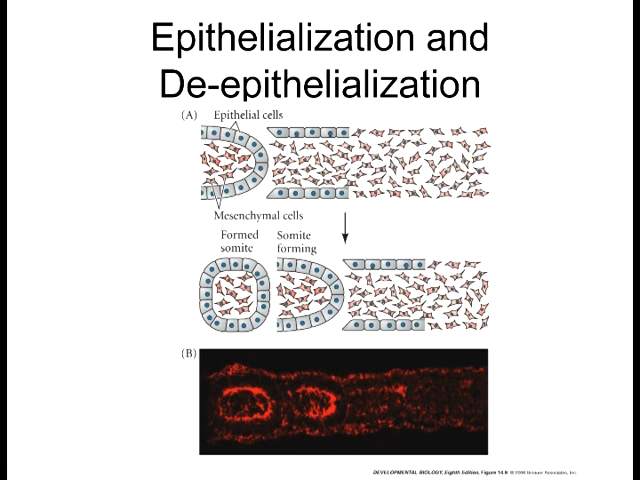 Epithelialization and
De-epithelialization
(A) Epithelial cells
Mesenchymal cells
Formed
somite
Somite
forming
(B)
DEVELOPMENTAL BIOLOGY, Eighth Edition, Figure 14.9 © 2006 Sinauer Associates, Inc.